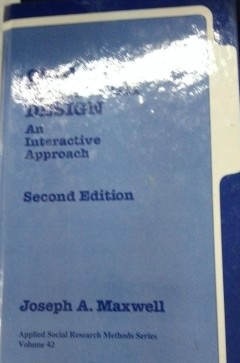 DESIGN
An
Interactive
Approach
Second Edition
Joseph A. Maxwell
Applied Social Research Methods Series
Volume 42